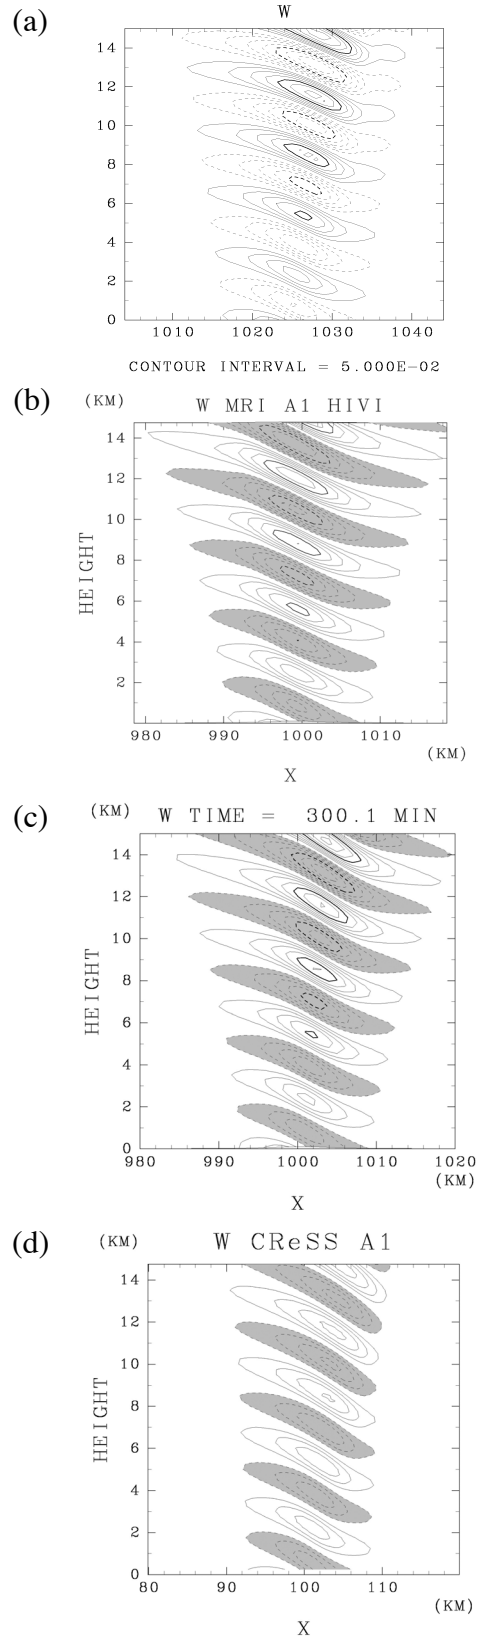 (a)
W
14
12
10
8
6
4
2
0
1010 1020 1030 1040
CONTOUR INTERVAL = 5.000E-02
(b)
(KM) W MRI A1 HIVI
14
12
10
8
6
4
2
HEIGHT
980 990 1000 1010
(KM)
X
(c)
(KM) W TIME = 300.1 MIN
14
12
10
8
6
4
2
0
HEIGHT
980 990 1000 1010 1020
(KM)
X
(d)
(KM) W CReSS A1
14
12
10
8
6
4
2
0
HEIGHT
80 90 100 110
(KM)
X